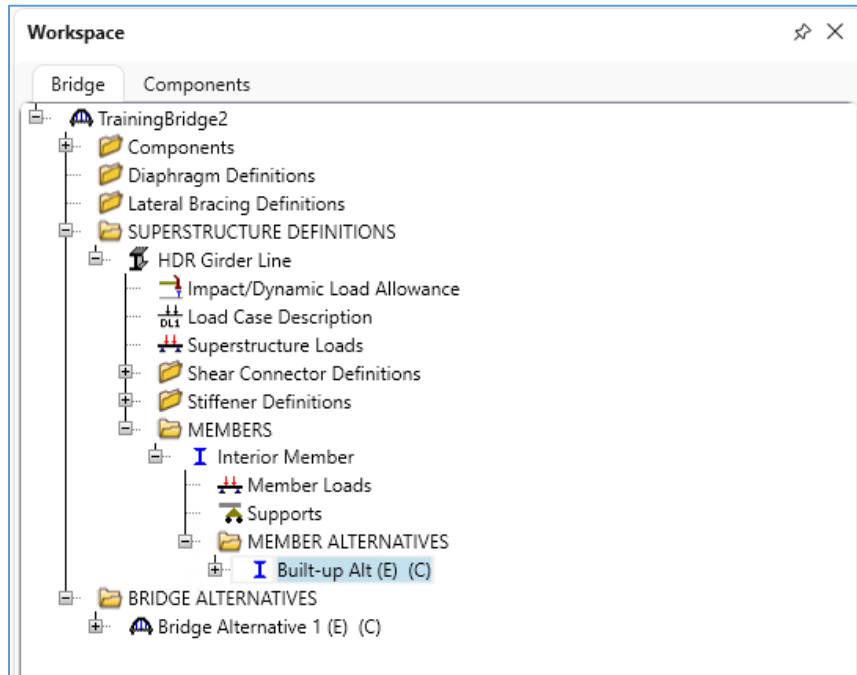 Workspace
Bridge Components
TrainingBridge2
Components
Diaphragm Definitions
Lateral Bracing Definitions
SUPERSTRUCTURE DEFINITIONS
HDR Girder Line
Impact/Dynamic Load Allowance
DL1 Load Case Description
Superstructure Loads
Shear Connector Definitions
Stiffener Definitions
MEMBERS
Interior Member
Member Loads
Supports
MEMBER ALTERNATIVES
Built-up Alt (E) (C)
BRIDGE ALTERNATIVES
Bridge Alternative 1 (E) (C)